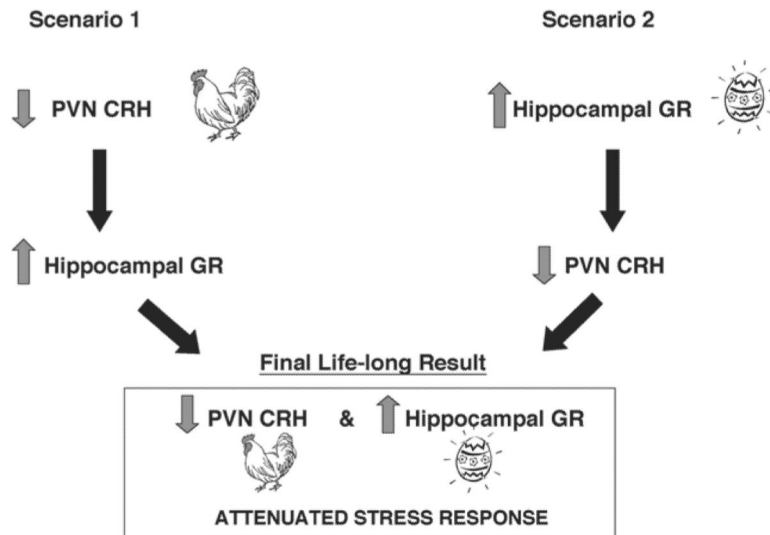 Scenario 1
Scenario 2
PVN CRH
Hippocampal GR
Hippocampal GR
PVN CRH
Final Life-long Result
PVN CRH & Hippocampal GR
ATTENUATED STRESS RESPONSE